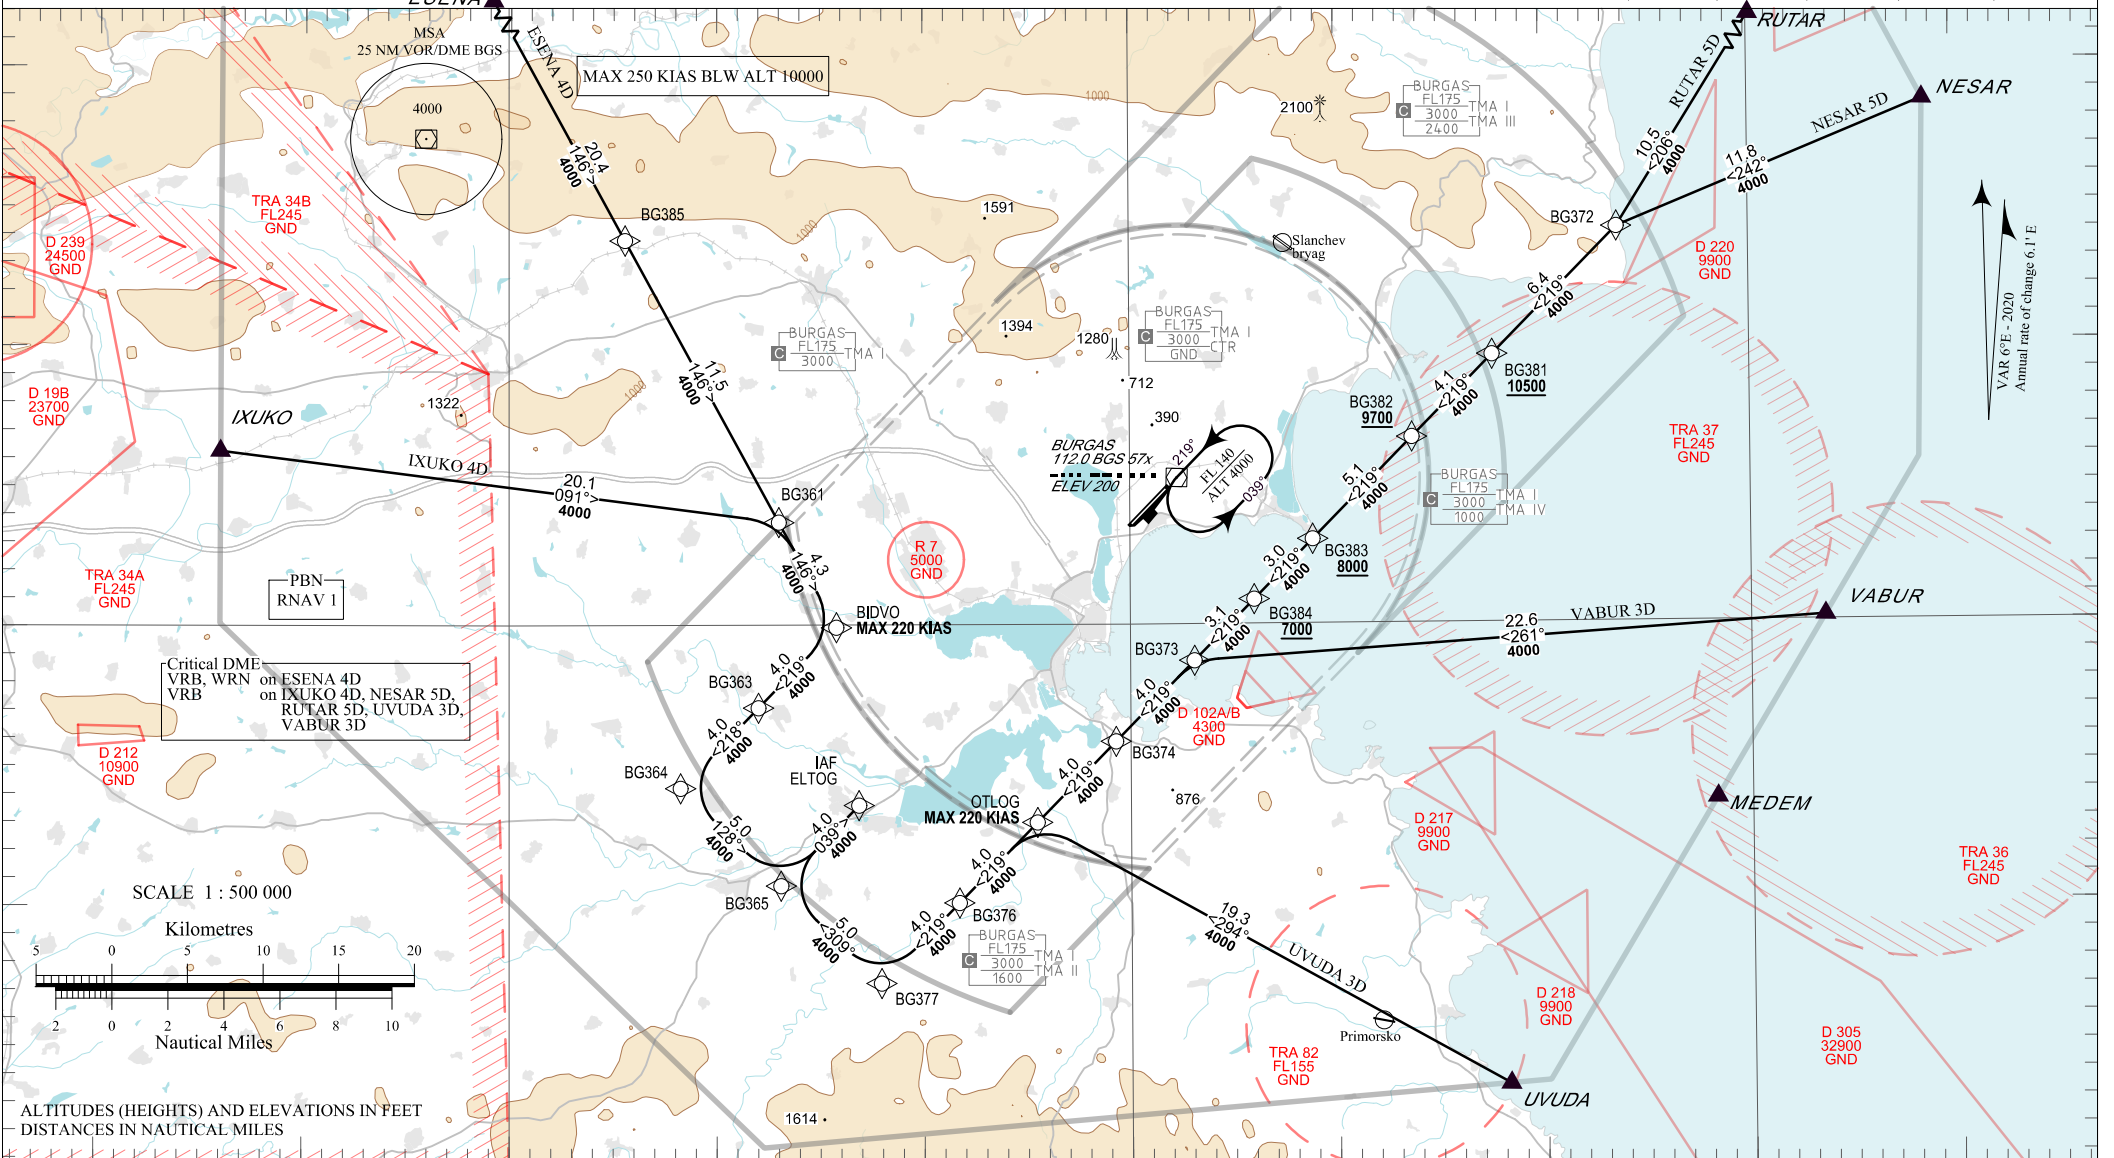 RUTAR
MSA
25 NM VOR/DME BGS
4000
ESENA 4D
MAX 250 KIAS BLW ALT 10000
20.4
146°>
4000
BG385
11.5
146°>
4000
1000
1000
1000
2100
BURGAS
FL175
C 3000 TMA I
2400 TMA III
RUTAR 5D
10.5
<206°
4000
NESAR
NESAR 5D
11.8
<242°
4000
BG372
TRA 34B
FL245
GND
D 239
24500
GND
1591
Slanchev
bryag
D 220
9900
GND
VAR 6°E - 2020
Annual rate of change 6.1' E
6.4
<219°
4000
1394
1280
BURGAS
FL175
C 3000 TMA I
GND CTR
BURGAS
FL175
C 3000 TMA I
712
390
1322
D 19B
23700
GND
IXUKO
IXUKO 4D
20.1
091°>
4000
BG381
10500
4.1
<219°
4000
BG382
9700
TRA 37
FL245
GND
BURGAS
112.0 BGS 57x
ELEV 200
219°
FL 140
ALT 4000
039°
5.1
<219°
4000
BURGAS
FL175
C 3000 TMA I
1000 TMA IV
BG361
4.3
146°>
4000
R 7
5000
GND
BG383
8000
3.0
<219°
4000
TRA 34A
FL245
GND
PBN
RNAV 1
BIDVO
MAX 220 KIAS
BG384
7000
3.1
<219°
4000
VABUR
VABUR 3D
22.6
<261°
4000
BG373
Critical DME
VRB, WRN on ESENA 4D
VRB on IXUKO 4D, NESAR 5D,
RUTAR 5D, UVUDA 3D,
VABUR 3D
4.0
<219°
4000
BG363
4.0
<218°
4000
4.0
<219°
4000
D 102A/B
4300
GND
BG374
D 212
10900
GND
BG364
IAF
ELTOG
5.0
128°>
4000
4.0
039°>
4000
OTLOG
MAX 220 KIAS
4.0
<219°
4000
876
MEDEM
D 217
9900
GND
TRA 36
FL245
GND
BG365
4.0
<219°
4000
BG376
4.0
<219°
4000
5.0
<309°
4000
BG377
19.3
<294°
4000
UVUDA 3D
BURGAS
FL175
C 3000 TMA I
1600 TMA II
D 218
9900
GND
D 305
32900
GND
Primorsko
TRA 82
FL155
GND
UVUDA
1614
SCALE 1 : 500 000
Kilometres
5 0 5 10 15 20
2 0 2 4 6 8 10
Nautical Miles
ALTITUDES (HEIGHTS) AND ELEVATIONS IN FEET
DISTANCES IN NAUTICAL MILES